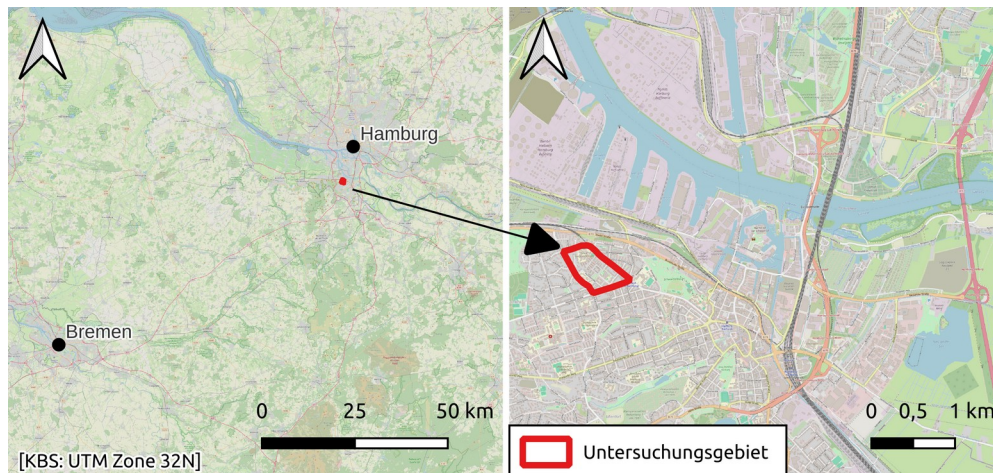 Hamburg
Bremen
0 25 50 km
[KBS: UTM Zone 32N]
0 0,5 1 km
Untersuchungsgebiet